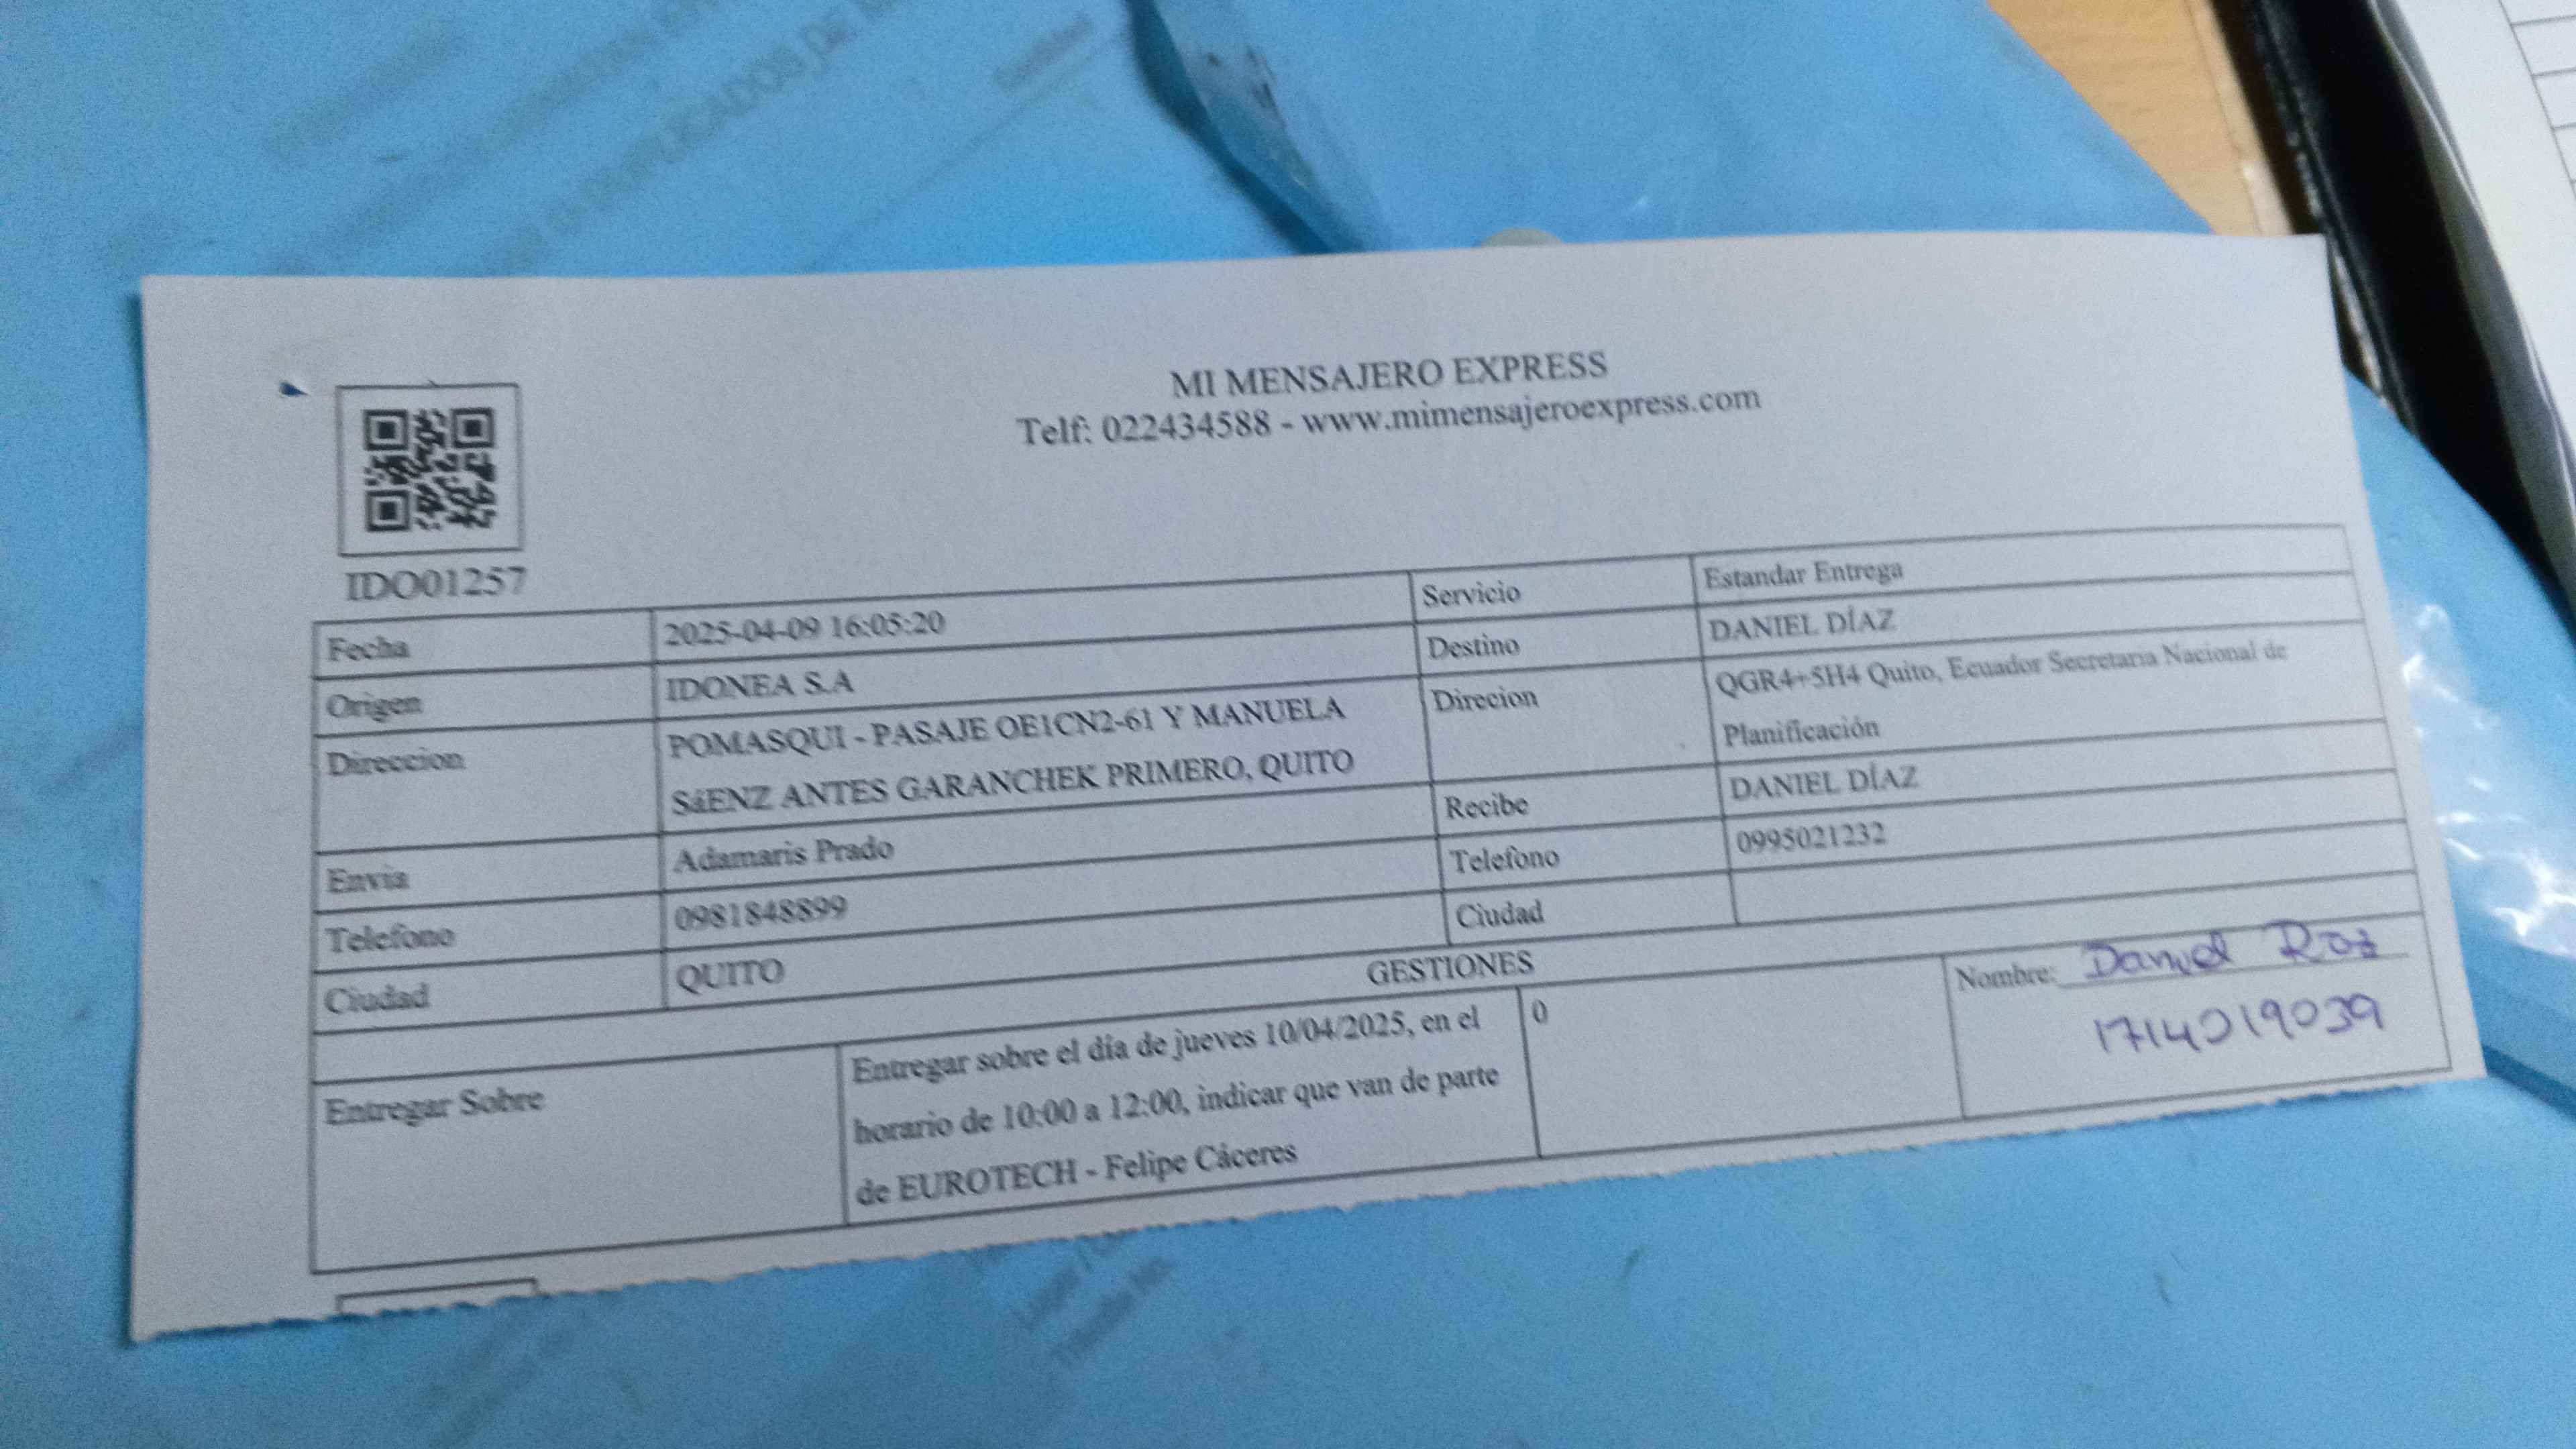 MI MENSAJERO EXPRESS
Telf: 022434588 - www.mimensajeroexpress.com
IDO01257
Fecha 2025-04-09 16:05:20 Servicio Estandar Entrega
Origen IDONEA S.A Destino DANIEL DÍAZ
Direccion POMASQUI - PASAJE OE1CN2-61 Y MANUELA
SáENZ ANTES GARANCHEK PRIMERO, QUITO
Direcion QGR4+5H4 Quito, Ecuador Secretaria Nacional de
Planificación
Envia Adamaris Prado Recibe DANIEL DÍAZ
Telefono 0981848899 Telefono 0995021232
Ciudad QUITO Ciudad
GESTIONES
Entregar Sobre
Entregar sobre el día de jueves 10/04/2025, en el
horario de 10:00 a 12:00, indicar que van de parte
de EUROTECH - Felipe Cáceres
0
Nombre: Daniel
1714019039